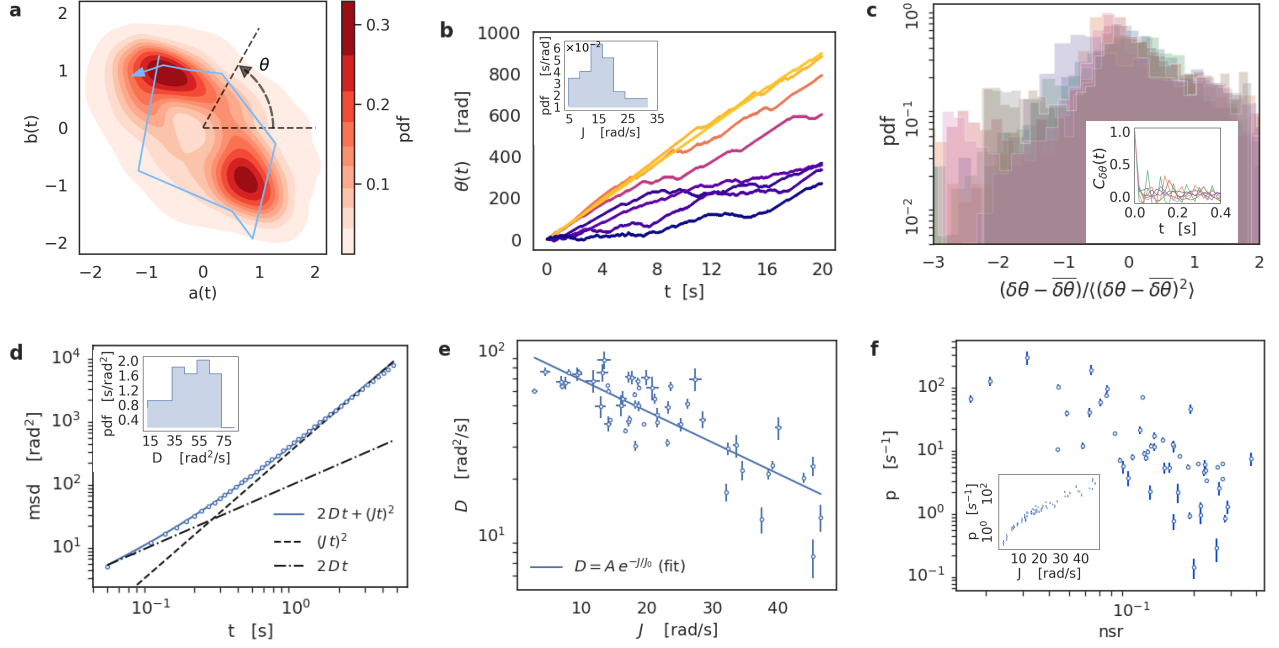 a
2
1
0
−1
−2
b(t)
−2 −1 0 1 2
a(t)
θ
0.3
0.2
0.1
pdf
b
1000
800
600
400
200
0
θ(t) [rad]
0 4 8 12 16 20
t [s]
×10⁻²
6
5
4
3
2
1
pdf [s/rad]
5 15 25 35
J [rad/s]
c
10⁰
10⁻¹
10⁻²
pdf
−3 −2 −1 0 1 2
(δθ − δθ̅)/⟨(δθ − δθ̅)²⟩
1.0
0.5
0.0
C_δθ(t)
0.0 0.2 0.4
t [s]
d
10⁴
10³
10²
10¹
msd [rad²]
10⁻¹ 10⁰
t [s]
2.0
1.6
1.2
0.8
0.4
pdf [s/rad²]
15 35 55 75
D [rad²/s]
2 D t + (Jt)²
(J t)²
2 D t
e
10²
10¹
D [rad²/s]
10 20 30 40
J [rad/s]
D = A e^(−J/J₀) (fit)
f
10²
10¹
10⁰
10⁻¹
p [s⁻¹]
10⁻¹
nsr
10²
10⁰
p [s⁻¹]
10 20 30 40
J [rad/s]